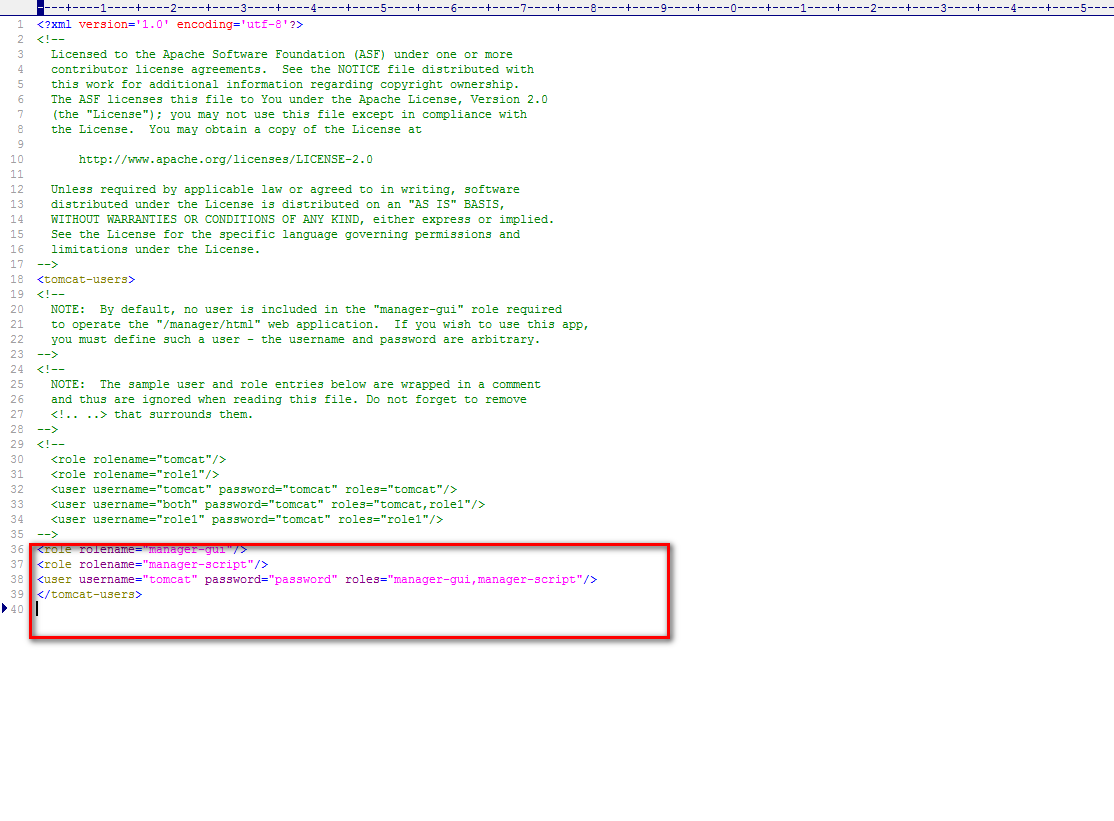 ----+----1----+----2----+----3----+----4----+----5----+----6----+----7----+----8----+----9----+----0----+----1----+----2----+----3----+----4----+----5---
1 <?xml version='1.0' encoding='utf-8'?>
2 <!--
3   Licensed to the Apache Software Foundation (ASF) under one or more
4   contributor license agreements.  See the NOTICE file distributed with
5   this work for additional information regarding copyright ownership.
6   The ASF licenses this file to You under the Apache License, Version 2.0
7   (the "License"); you may not use this file except in compliance with
8   the License.  You may obtain a copy of the License at
9
10       http://www.apache.org/licenses/LICENSE-2.0
11
12   Unless required by applicable law or agreed to in writing, software
13   distributed under the License is distributed on an "AS IS" BASIS,
14   WITHOUT WARRANTIES OR CONDITIONS OF ANY KIND, either express or implied.
15   See the License for the specific language governing permissions and
16   limitations under the License.
17 -->
18 <tomcat-users>
19 <!--
20   NOTE:  By default, no user is included in the "manager-gui" role required
21   to operate the "/manager/html" web application.  If you wish to use this app,
22   you must define such a user - the username and password are arbitrary.
23 -->
24 <!--
25   NOTE:  The sample user and role entries below are wrapped in a comment
26   and thus are ignored when reading this file. Do not forget to remove
27   <!.. ..> that surrounds them.
28 -->
29 <!--
30   <role rolename="tomcat"/>
31   <role rolename="role1"/>
32   <user username="tomcat" password="tomcat" roles="tomcat"/>
33   <user username="both" password="tomcat" roles="tomcat,role1"/>
34   <user username="role1" password="tomcat" roles="role1"/>
35 -->
36 <role rolename="manager-gui"/>
37 <role rolename="manager-script"/>
38 <user username="tomcat" password="password" roles="manager-gui,manager-script"/>
39 </tomcat-users>
40